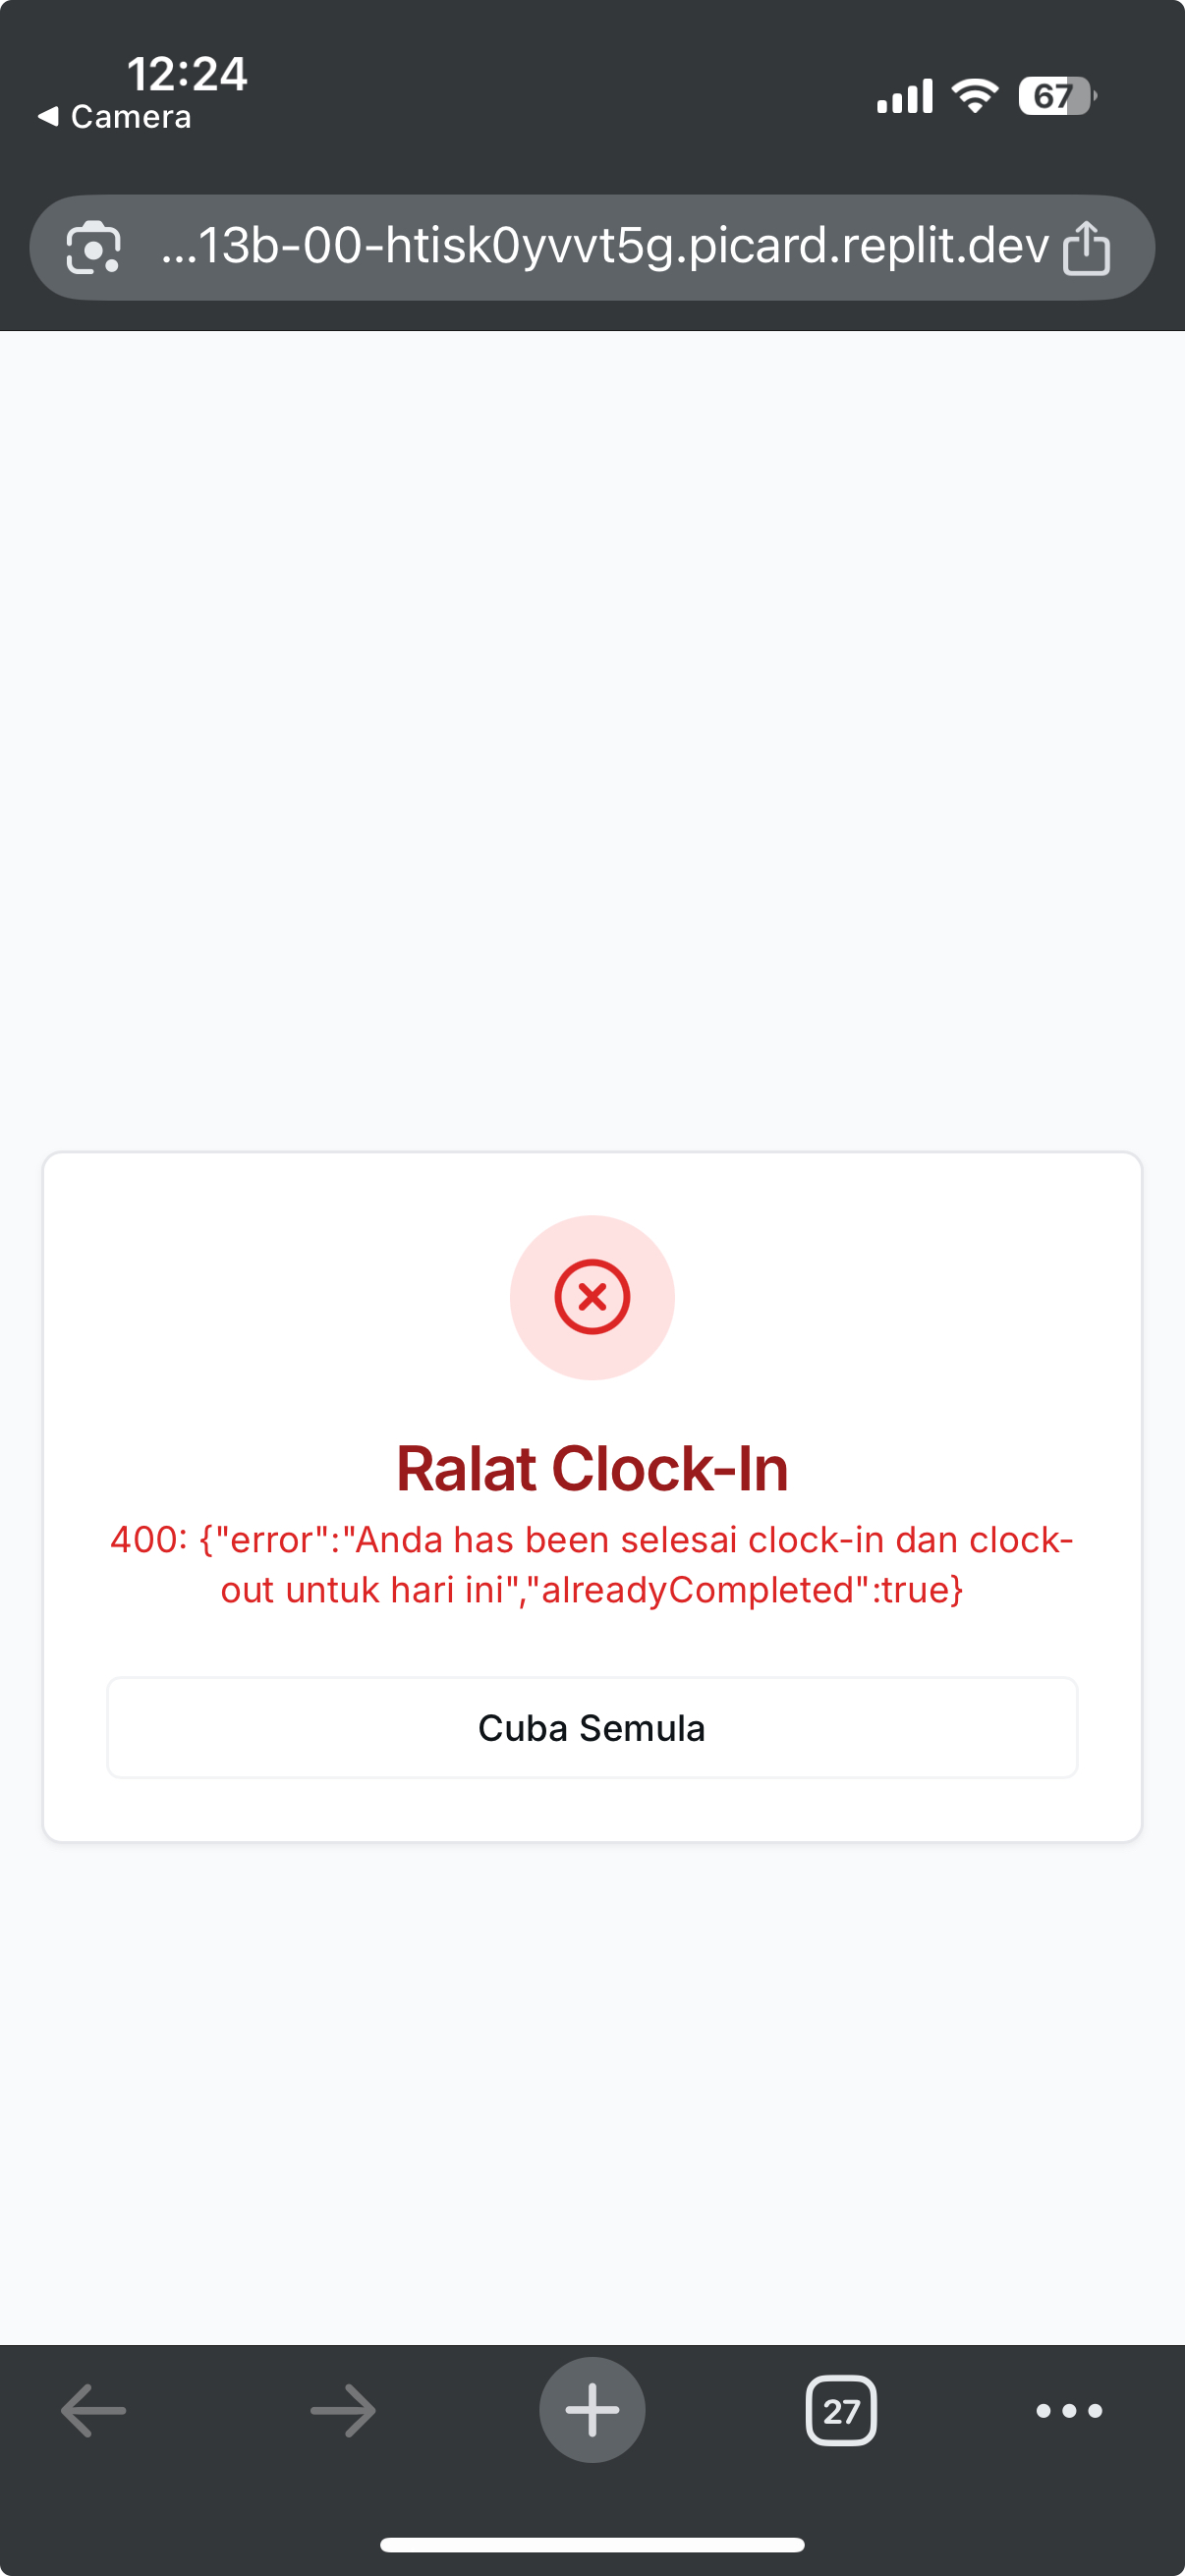 12:24
Camera
67
...13b-00-htisk0yvvt5g.picard.replit.dev
Ralat Clock-In
400: {"error":"Anda has been selesai clock-in dan clock-
out untuk hari ini","alreadyCompleted":true}
Cuba Semula
27